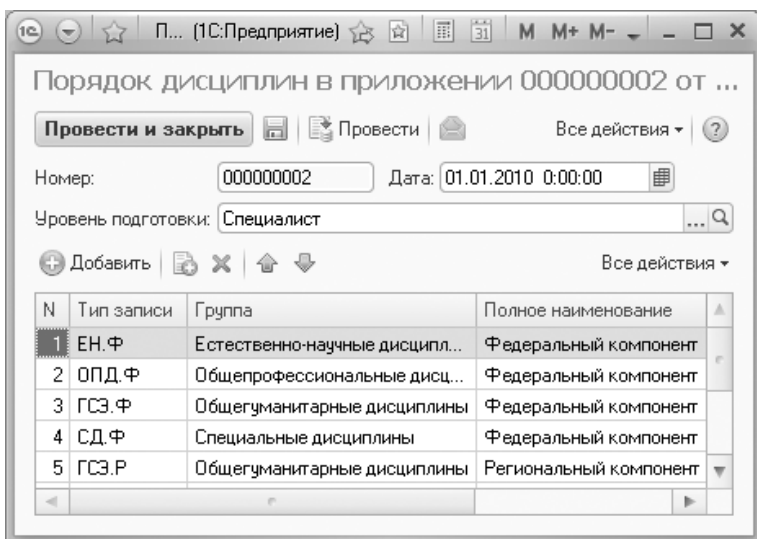 1С П... (1С:Предприятие) 31 M M+ M-
Порядок дисциплин в приложении 000000002 от ...
Провести и закрыть Провести Все действия ?
Номер: 000000002 Дата: 01.01.2010 0:00:00
Уровень подготовки: Специалист ...
Добавить Все действия
N Тип записи Группа Полное наименование
1 ЕН.Ф Естественно-научные дисципл... Федеральный компонент
2 ОПД.Ф Общепрофессиональные дисц... Федеральный компонент
3 ГСЭ.Ф Общегуманитарные дисциплины Федеральный компонент
4 СД.Ф Специальные дисциплины Федеральный компонент
5 ГСЭ.Р Общегуманитарные дисциплины Региональный компонент